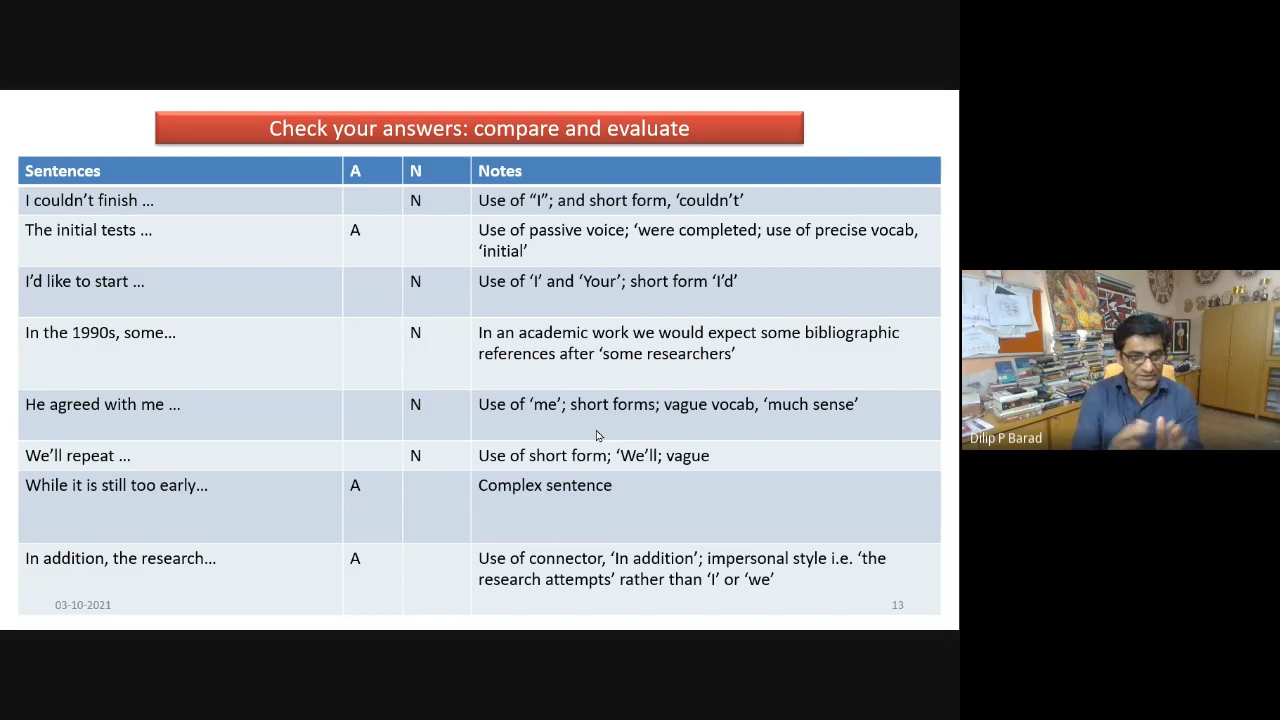 Check your answers: compare and evaluate
Sentences A N Notes
I couldn't finish ... N Use of "I"; and short form, 'couldn't'
The initial tests ... A Use of passive voice; 'were completed; use of precise vocab,
'initial'
I'd like to start ... N Use of 'I' and 'Your'; short form 'I'd'
In the 1990s, some... N In an academic work we would expect some bibliographic
references after 'some researchers'
He agreed with me ... N Use of 'me'; short forms; vague vocab, 'much sense'
We'll repeat ... N Use of short form; 'We'll; vague
While it is still too early... A Complex sentence
In addition, the research... A Use of connector, 'In addition'; impersonal style i.e. 'the
research attempts' rather than 'I' or 'we'
03-10-2021 13
Dilip P Barad